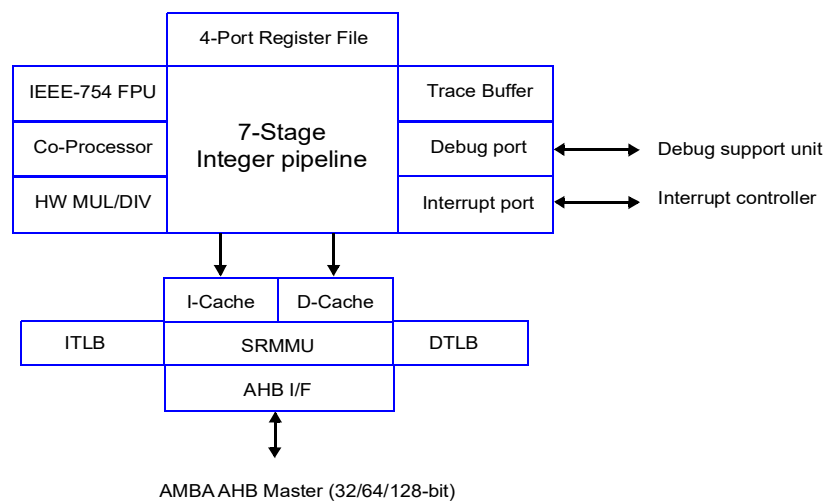 4-Port Register File
IEEE-754 FPU
Trace Buffer
7-Stage
Integer pipeline
Co-Processor
Debug port
Debug support unit
HW MUL/DIV
Interrupt port
Interrupt controller
I-Cache
D-Cache
ITLB
SRMMU
DTLB
AHB I/F
AMBA AHB Master (32/64/128-bit)